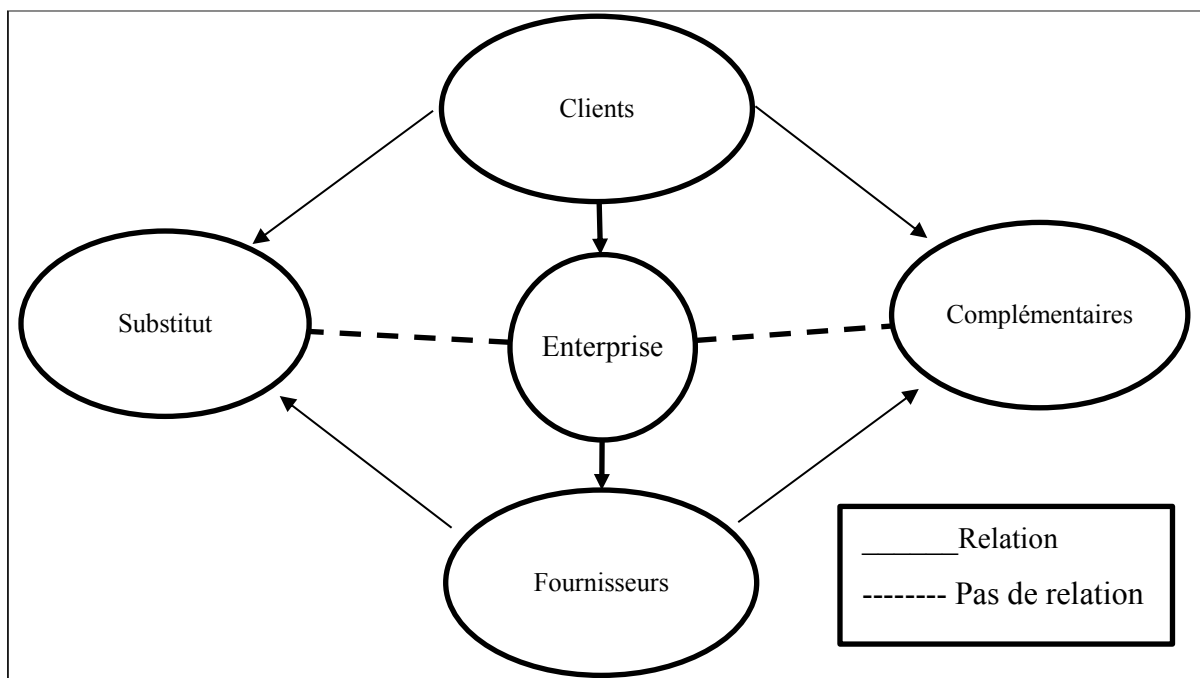 Clients
Substitut
Enterprise
Complémentaires
Fournisseurs
_______Relation
-------- Pas de relation